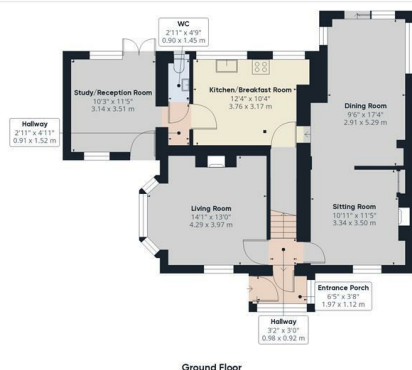 WC
2'11" x 4'9"
0.90 x 1.45 m
Kitchen/Breakfast Room
12'4" x 10'4"
3.76 x 3.17 m
Study/Reception Room
10'3" x 11'5"
3.14 x 3.51 m
Dining Room
9'6" x 17'4"
2.91 x 5.29 m
Hallway
2'11" x 4'11"
0.91 x 1.52 m
Living Room
14'1" x 13'0"
4.29 x 3.97 m
Sitting Room
10'11" x 11'5"
3.34 x 3.50 m
Entrance Porch
6'5" x 3'8"
1.97 x 1.12 m
Hallway
3'2" x 3'0"
0.98 x 0.92 m
Ground Floor